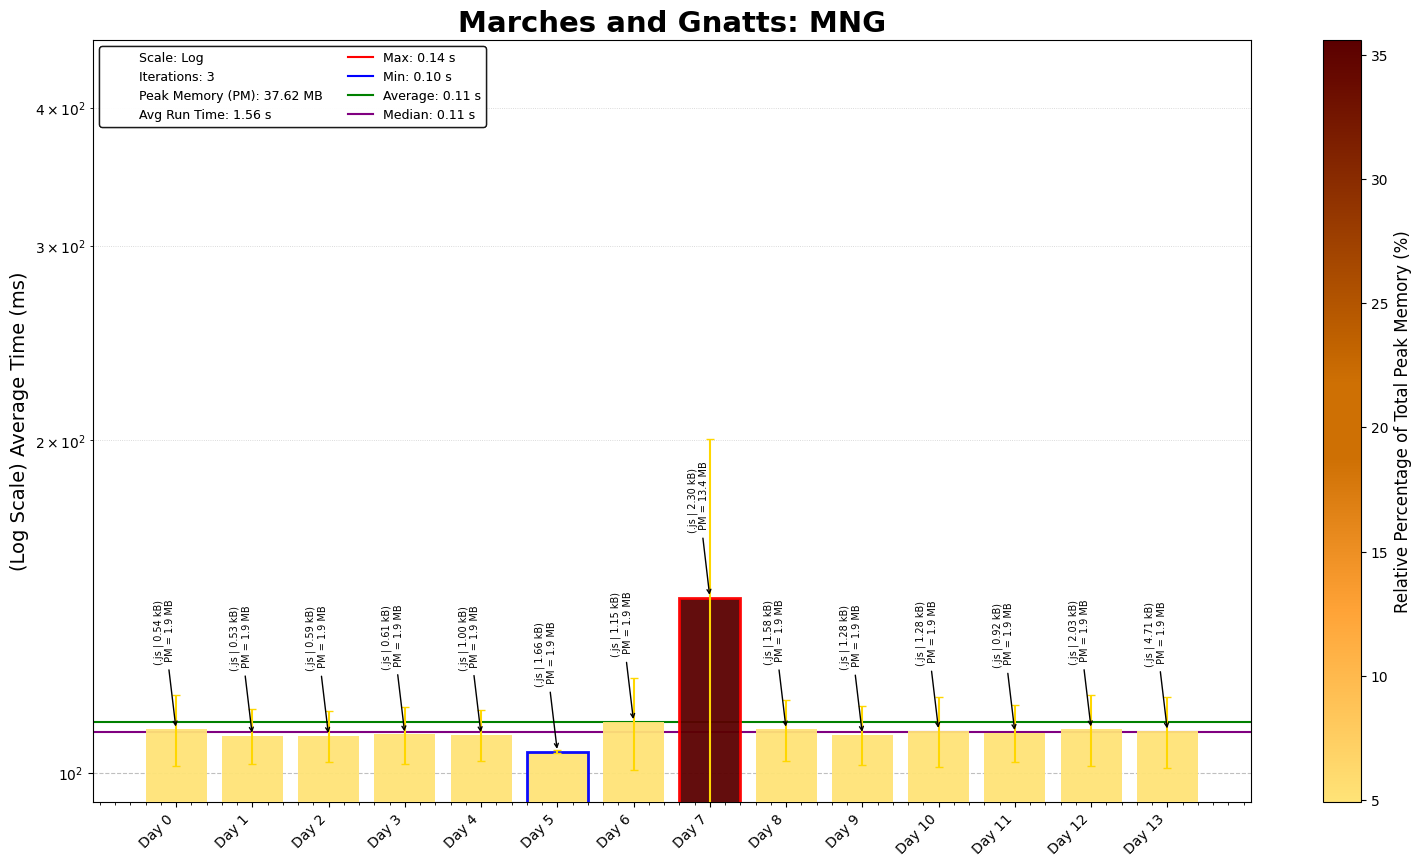 Marches and Gnatts: MNG
Scale: Log
Iterations: 3
Peak Memory (PM): 37.62 MB
Avg Run Time: 1.56 s
Max: 0.14 s
Min: 0.10 s
Average: 0.11 s
Median: 0.11 s
(Log Scale) Average Time (ms)
4 × 10²
3 × 10²
2 × 10²
10²
(.js | 0.54 kB)
PM = 1.9 MB
(.js | 0.53 kB)
PM = 1.9 MB
(.js | 0.59 kB)
PM = 1.9 MB
(.js | 0.61 kB)
PM = 1.9 MB
(.js | 1.00 kB)
PM = 1.9 MB
(.js | 1.66 kB)
PM = 1.9 MB
(.js | 1.15 kB)
PM = 1.9 MB
(.js | 2.30 kB)
PM = 13.4 MB
(.js | 1.58 kB)
PM = 1.9 MB
(.js | 1.28 kB)
PM = 1.9 MB
(.js | 1.28 kB)
PM = 1.9 MB
(.js | 0.92 kB)
PM = 1.9 MB
(.js | 2.03 kB)
PM = 1.9 MB
(.js | 4.71 kB)
PM = 1.9 MB
Day 0
Day 1
Day 2
Day 3
Day 4
Day 5
Day 6
Day 7
Day 8
Day 9
Day 10
Day 11
Day 12
Day 13
35
30
25
20
15
10
5
Relative Percentage of Total Peak Memory (%)